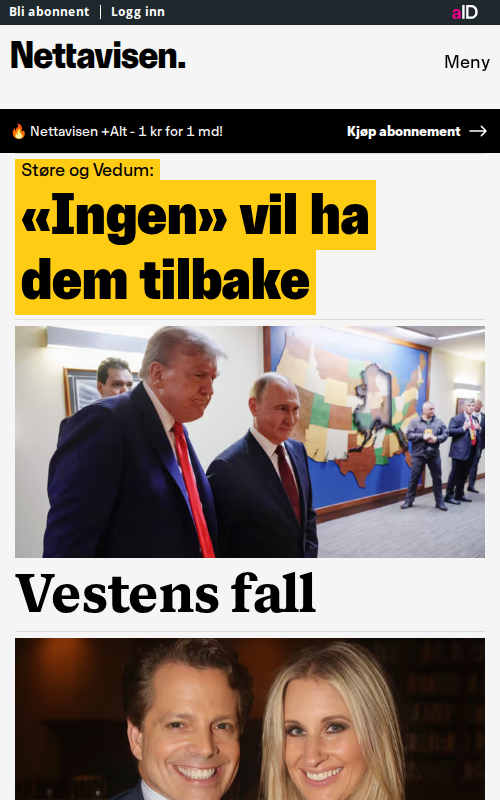 Bli abonnent | Logg inn
aID
Nettavisen.
Meny
🔥 Nettavisen +Alt - 1 kr for 1 md!
Kjøp abonnement →
Støre og Vedum:
«Ingen» vil ha
dem tilbake
Vestens fall